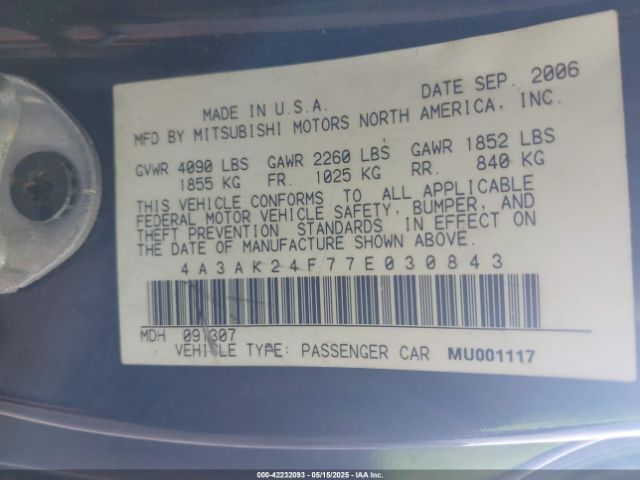 MADE IN U.S.A. DATE SEP. 2006
MFD BY MITSUBISHI MOTORS NORTH AMERICA, INC.
GVWR 4090 LBS GAWR 2260 LBS GAWR 1852 LBS
1855 KG FR. 1025 KG RR. 840 KG
THIS VEHICLE CONFORMS TO ALL APPLICABLE
FEDERAL MOTOR VEHICLE SAFETY, BUMPER, AND
THEFT PREVENTION STANDARDS IN EFFECT ON
THE DATE OF MANUFACTURE SHOWN ABOVE.
4A3AK24F77E030843
MDH 091307
VEHICLE TYPE: PASSENGER CAR MU001117
000-42232093 - 05/15/2025 - IAA Inc.